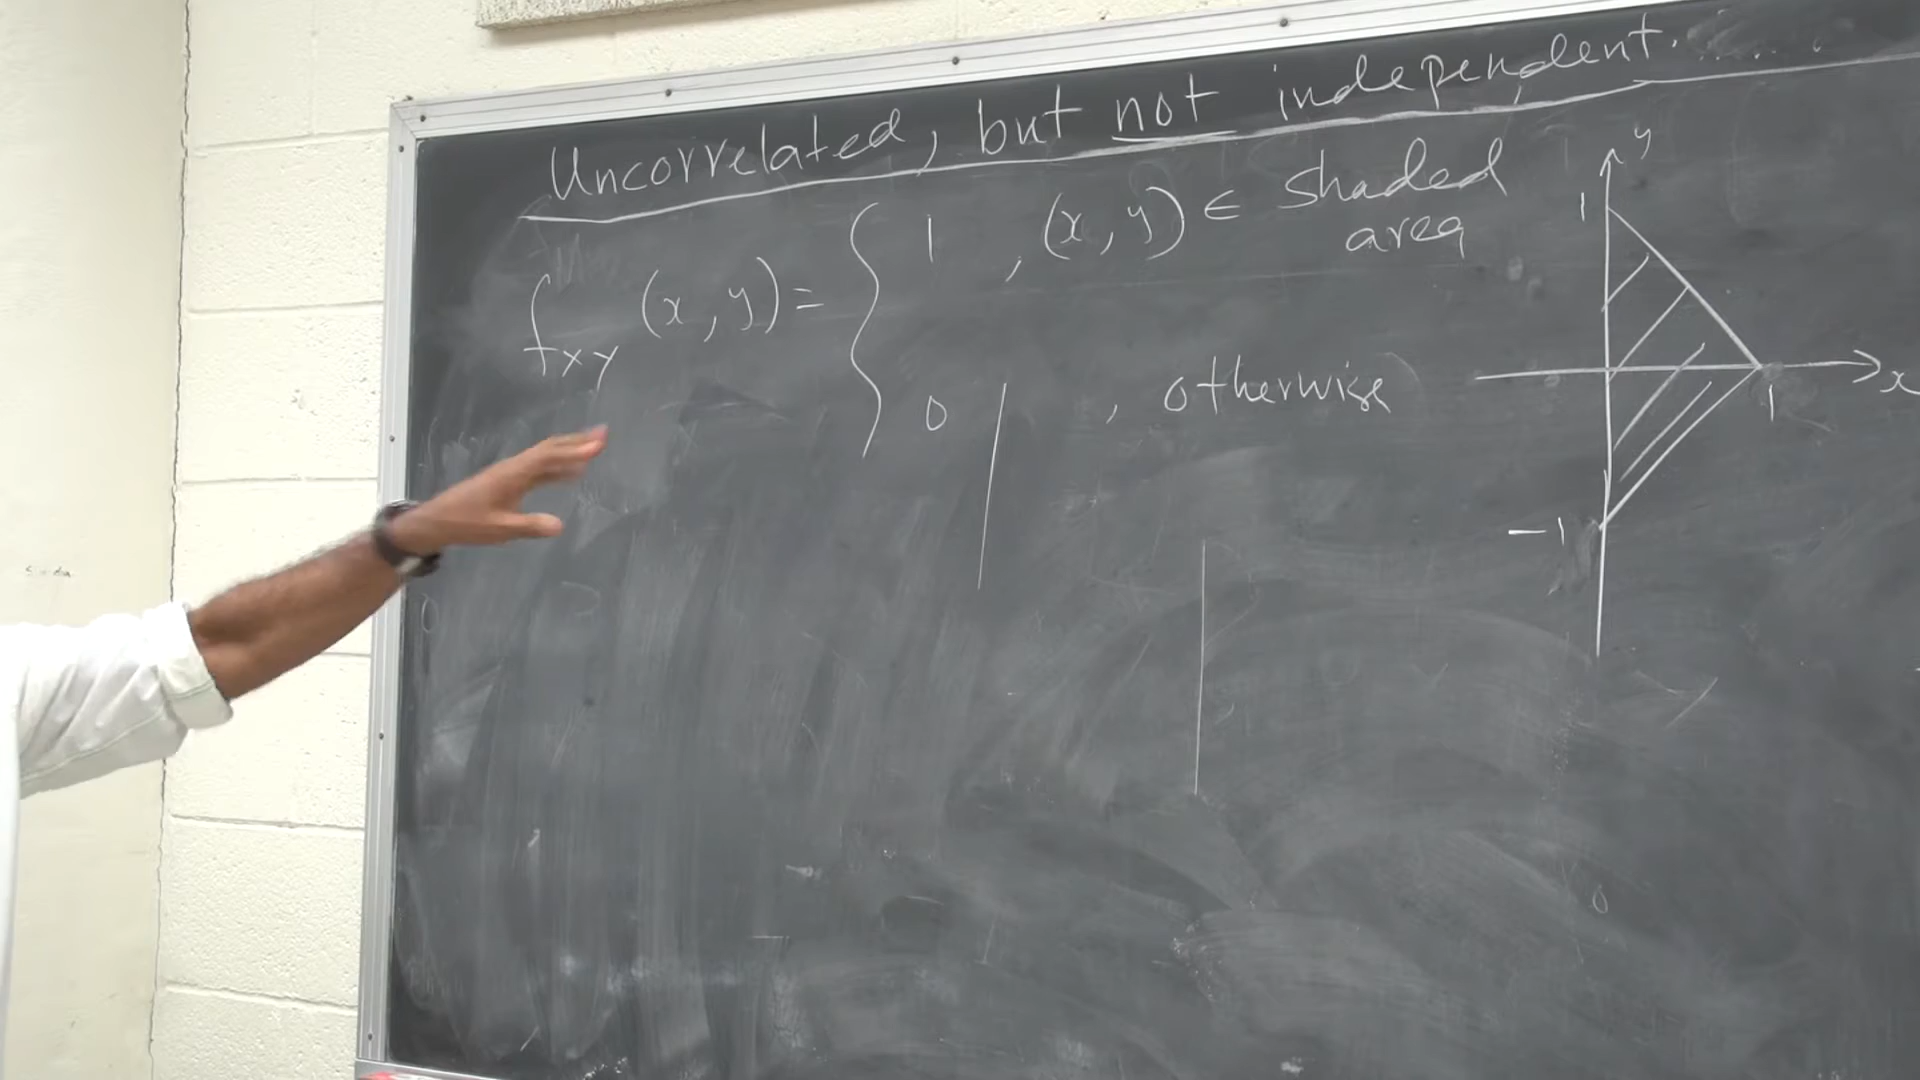 Uncorrelated, but not independent.
f_XY (x, y) = { 1 , (x, y) ∈ shaded area
0 , otherwise
y
1
x
1
-1